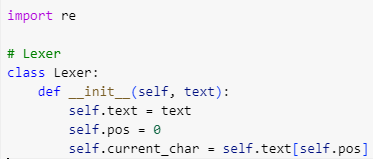 import re
# Lexer
class Lexer:
    def __init__(self, text):
        self.text = text
        self.pos = 0
        self.current_char = self.text[self.pos]